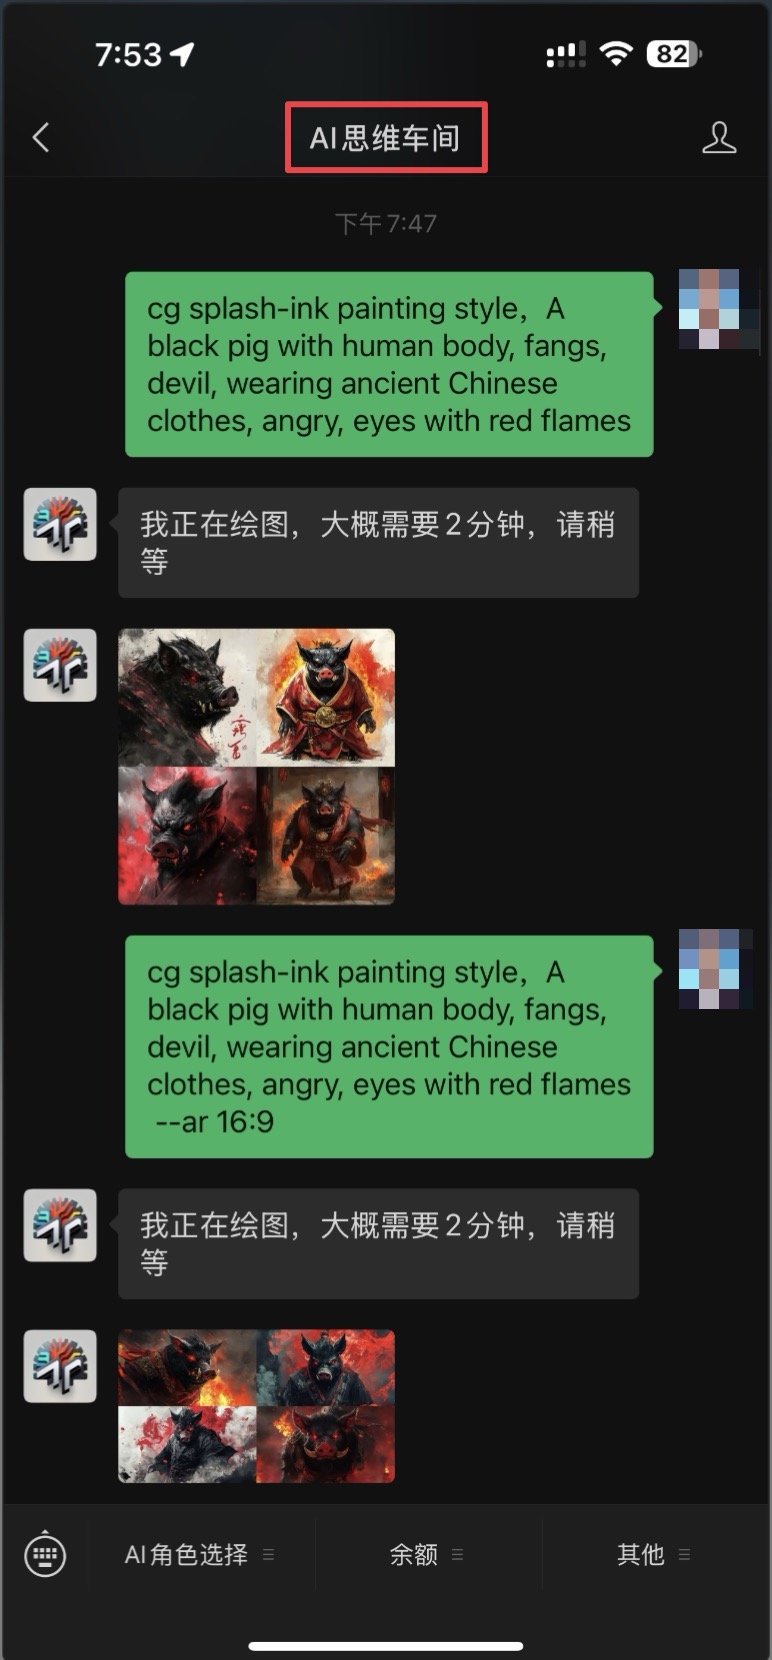 7:53
82
AI思维车间
下午7:47
cg splash-ink painting style，A
black pig with human body, fangs,
devil, wearing ancient Chinese
clothes, angry, eyes with red flames
我正在绘图，大概需要2分钟，请稍
等
cg splash-ink painting style，A
black pig with human body, fangs,
devil, wearing ancient Chinese
clothes, angry, eyes with red flames
--ar 16:9
我正在绘图，大概需要2分钟，请稍
等
AI角色选择
余额
其他